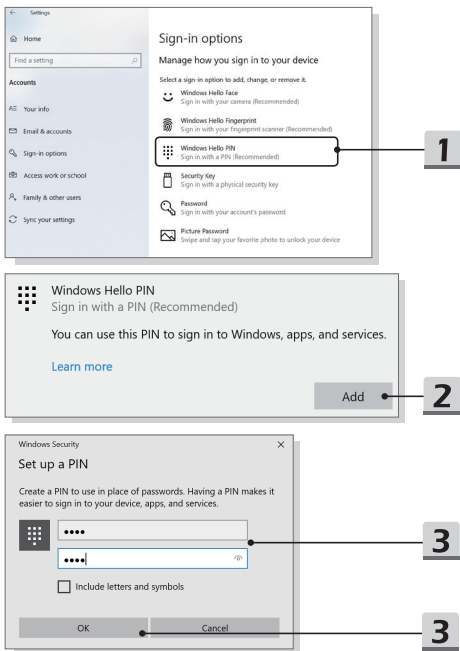 Settings
Home
Find a setting
Accounts
Your info
Email & accounts
Sign-in options
Access work or school
Family & other users
Sync your settings
Sign-in options
Manage how you sign in to your device
Select a sign-in option to add, change, or remove it.
Windows Hello Face
Sign in with your camera (Recommended)
Windows Hello Fingerprint
Sign in with your fingerprint scanner (Recommended)
Windows Hello PIN
Sign in with a PIN (Recommended)
Security Key
Sign in with a physical security key
Password
Sign in with your account's password
Picture Password
Swipe and tap your favorite photo to unlock your device
1
Windows Hello PIN
Sign in with a PIN (Recommended)
You can use this PIN to sign in to Windows, apps, and services.
Learn more
Add
2
Windows Security
Set up a PIN
Create a PIN to use in place of passwords. Having a PIN makes it
easier to sign in to your device, apps, and services.
••••
••••
3
Include letters and symbols
OK
Cancel
3